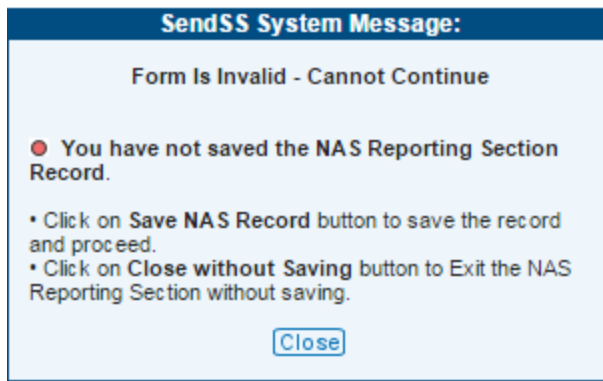 SendSS System Message:
Form Is Invalid - Cannot Continue
You have not saved the NAS Reporting Section
Record.
• Click on Save NAS Record button to save the record
and proceed.
• Click on Close without Saving button to Exit the NAS
Reporting Section without saving.
Close